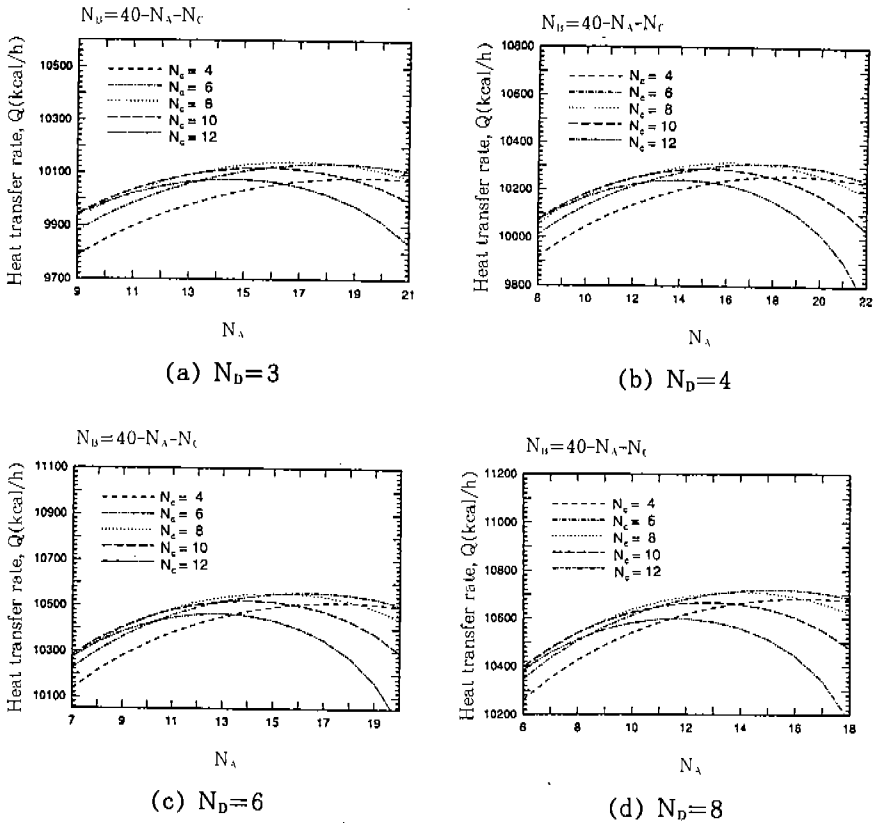 N_B=40-N_A-N_C
Heat transfer rate, Q(kcal/h)
10500
10300
10100
9900
9700
N_c = 4
N_c = 6
N_c = 8
N_c = 10
N_c = 12
9 11 13 15 17 19 21
N_A
(a) N_D=3
N_B=40-N_A-N_C
Heat transfer rate, Q(kcal/h)
10800
10600
10400
10200
10000
9800
N_c = 4
N_c = 6
N_c = 8
N_c = 10
N_c = 12
8 10 12 14 16 18 20 22
N_A
(b) N_D=4
N_B=40-N_A-N_C
Heat transfer rate, Q(kcal/h)
11100
10900
10700
10500
10300
10100
N_c = 4
N_c = 6
N_c = 8
N_c = 10
N_c = 12
7 9 11 13 15 17 19
N_A
(c) N_D=6
N_B=40-N_A-N_C
Heat transfer rate, Q(kcal/h)
11200
11000
10800
10600
10400
10200
N_c = 4
N_c = 6
N_c = 8
N_c = 10
N_c = 12
6 8 10 12 14 16 18
N_A
(d) N_D=8